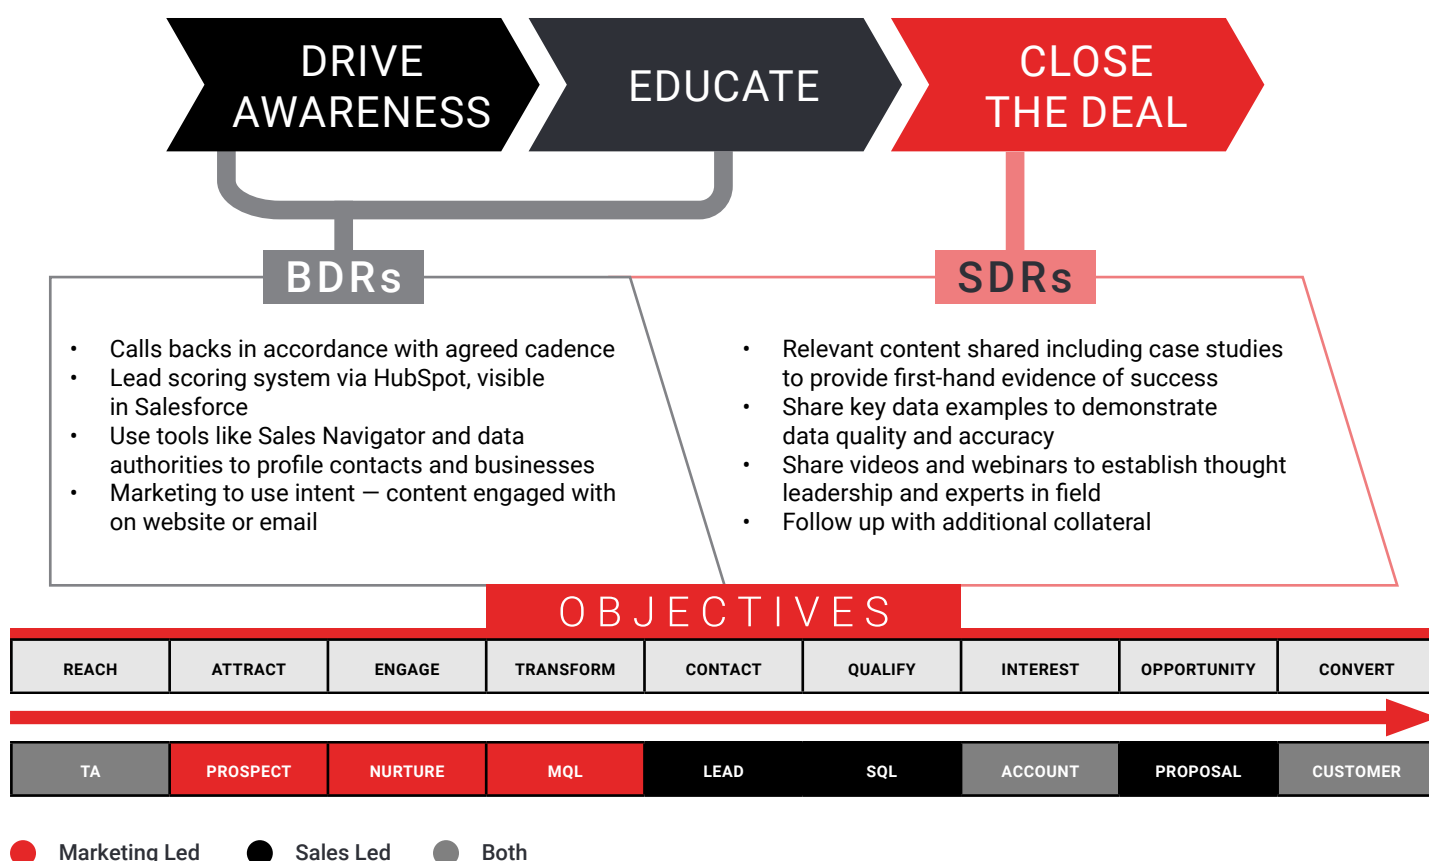 DRIVE
AWARENESS
EDUCATE
CLOSE
THE DEAL
BDRs
• Calls backs in accordance with agreed cadence
• Lead scoring system via HubSpot, visible
in Salesforce
• Use tools like Sales Navigator and data
authorities to profile contacts and businesses
• Marketing to use intent — content engaged with
on website or email
SDRs
• Relevant content shared including case studies
to provide first-hand evidence of success
• Share key data examples to demonstrate
data quality and accuracy
• Share videos and webinars to establish thought
leadership and experts in field
• Follow up with additional collateral
OBJECTIVES
REACH ATTRACT ENGAGE TRANSFORM CONTACT QUALIFY INTEREST OPPORTUNITY CONVERT
TA PROSPECT NURTURE MQL LEAD SQL ACCOUNT PROPOSAL CUSTOMER
Marketing Led Sales Led Both